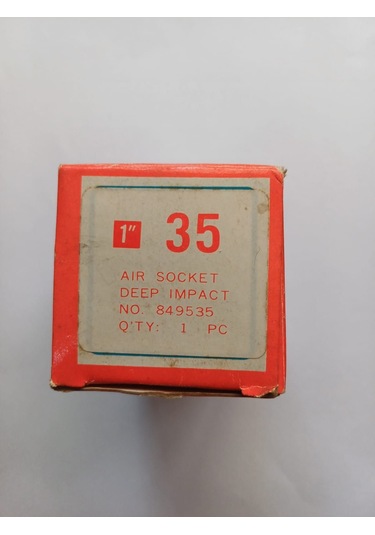 1" 35
AIR SOCKET
DEEP IMPACT
NO. 849535
Q'TY: 1 PC